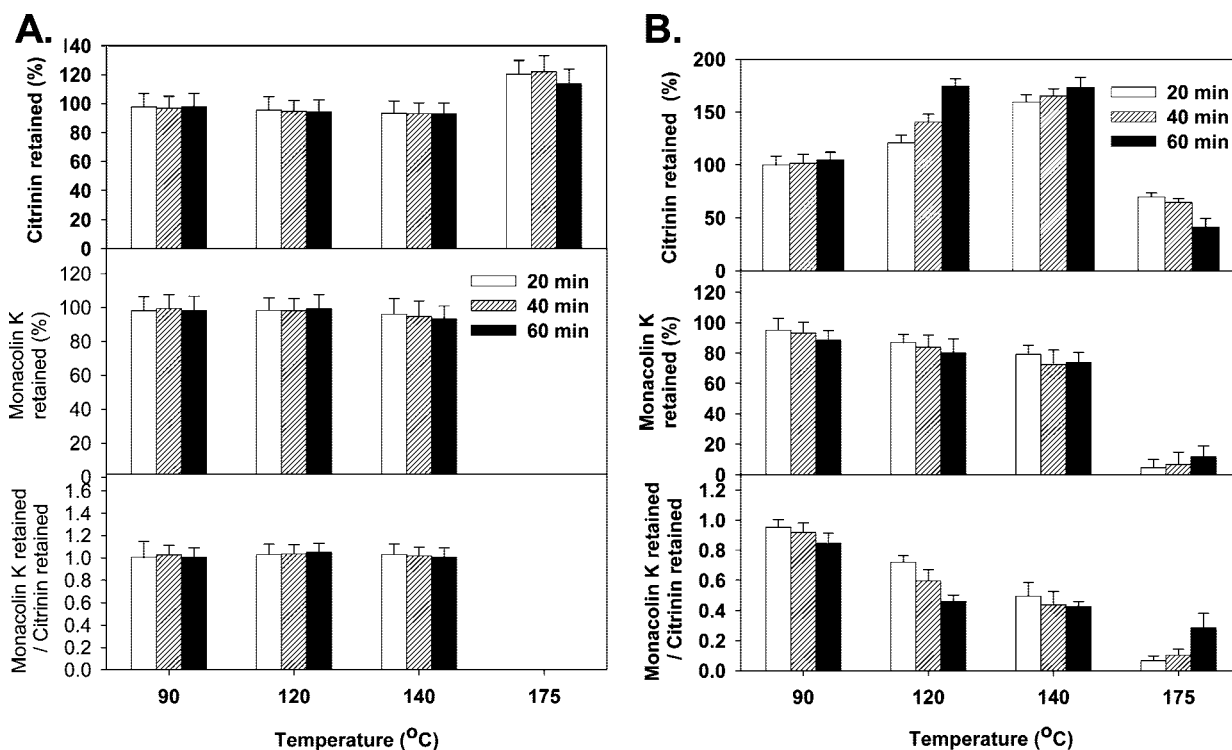 A.
Citrinin retained (%)
140
120
100
80
60
40
20
0
Monacolin K
retained (%)
120
100
80
60
40
20
0
20 min
40 min
60 min
Monacolin K retained
/ Citrinin retained
1.6
1.4
1.2
1.0
0.8
0.6
0.4
0.2
0.0
90 120 140 175
Temperature (°C)
B.
Citrinin retained (%)
200
150
100
50
0
20 min
40 min
60 min
Monacolin K
retained (%)
120
100
80
60
40
20
0
Monacolin K retained
/ Citrinin retained
1.2
1.0
0.8
0.6
0.4
0.2
0.0
90 120 140 175
Temperature (°C)